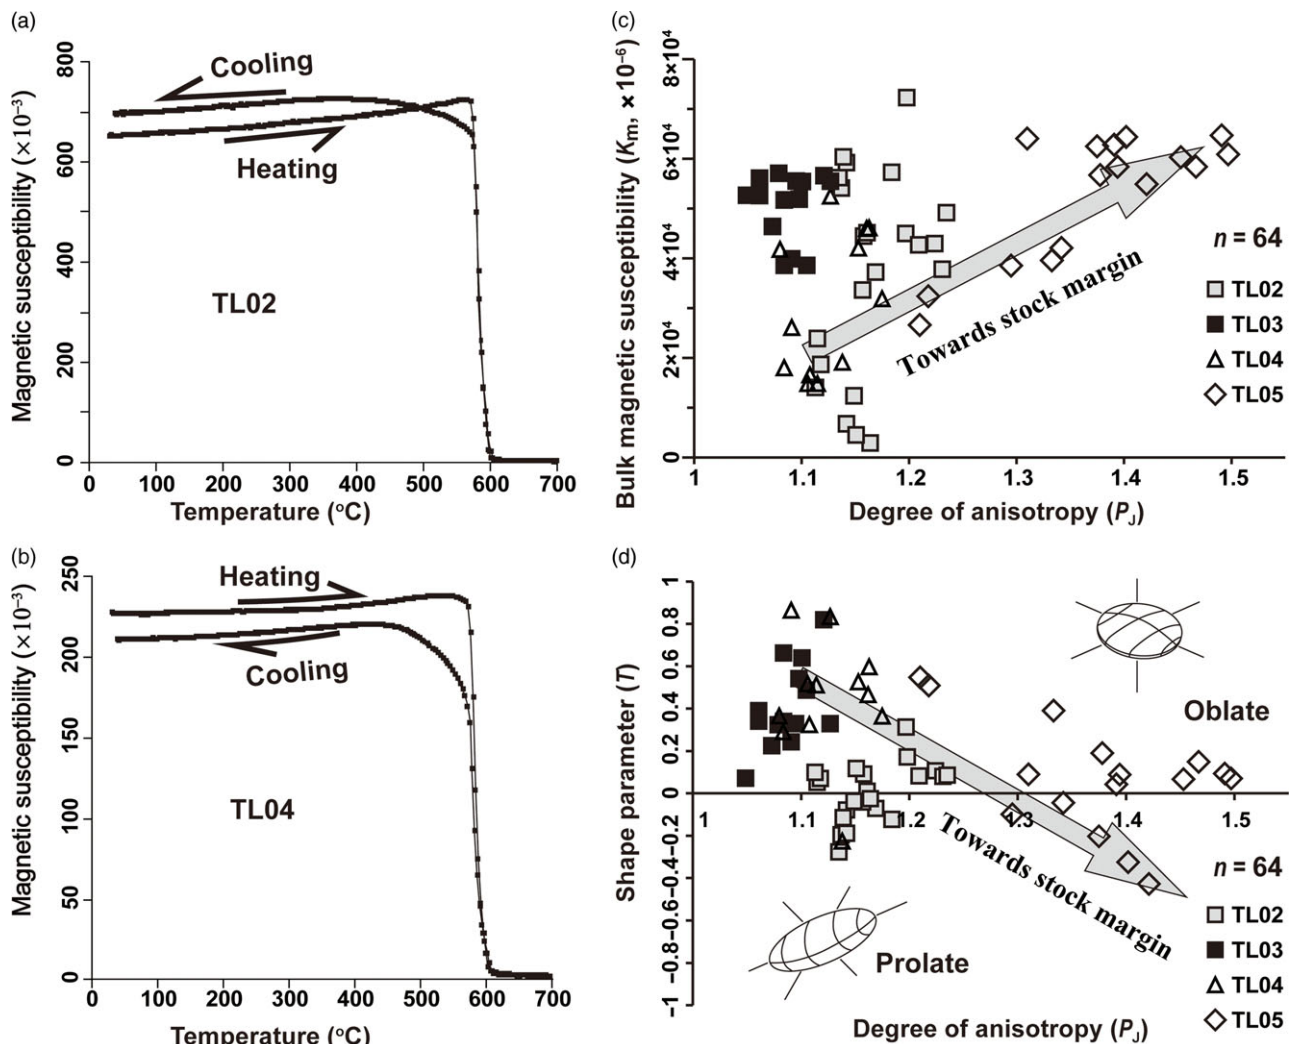 (a)
Magnetic susceptibility (×10⁻³)
800
600
400
200
0
Cooling
Heating
TL02
0 100 200 300 400 500 600 700
Temperature (°C)
(b)
Magnetic susceptibility (×10⁻³)
250
200
150
100
50
0
Heating
Cooling
TL04
0 100 200 300 400 500 600 700
Temperature (°C)
(c)
Bulk magnetic susceptibility (Km, × 10⁻⁶)
8×10⁴
6×10⁴
4×10⁴
2×10⁴
0
Towards stock margin
n = 64
TL02
TL03
TL04
TL05
1 1.1 1.2 1.3 1.4 1.5
Degree of anisotropy (PJ)
(d)
Shape parameter (T)
1
0.8
0.6
0.4
0.2
0
−0.2
−0.4
−0.6
−0.8
−1
Oblate
1 1.1 1.2 1.3 1.4 1.5
Towards stock margin
Prolate
n = 64
TL02
TL03
TL04
TL05
Degree of anisotropy (PJ)